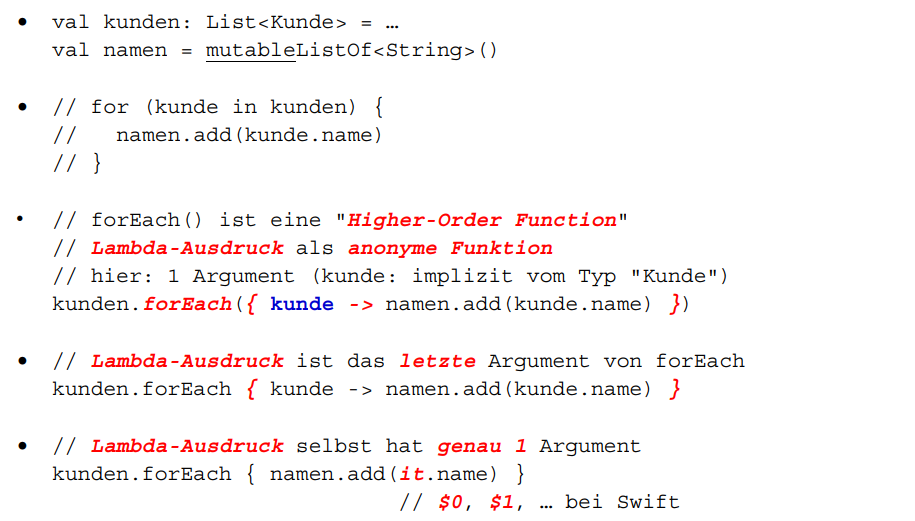 • val kunden: List<Kunde> = …
val namen = mutableListOf<String>()
• // for (kunde in kunden) {
//   namen.add(kunde.name)
// }
• // forEach() ist eine "Higher-Order Function"
// Lambda-Ausdruck als anonyme Funktion
// hier: 1 Argument (kunde: implizit vom Typ "Kunde")
kunden.forEach({ kunde -> namen.add(kunde.name) })
• // Lambda-Ausdruck ist das letzte Argument von forEach
kunden.forEach { kunde -> namen.add(kunde.name) }
• // Lambda-Ausdruck selbst hat genau 1 Argument
kunden.forEach { namen.add(it.name) }
// $0, $1, … bei Swift